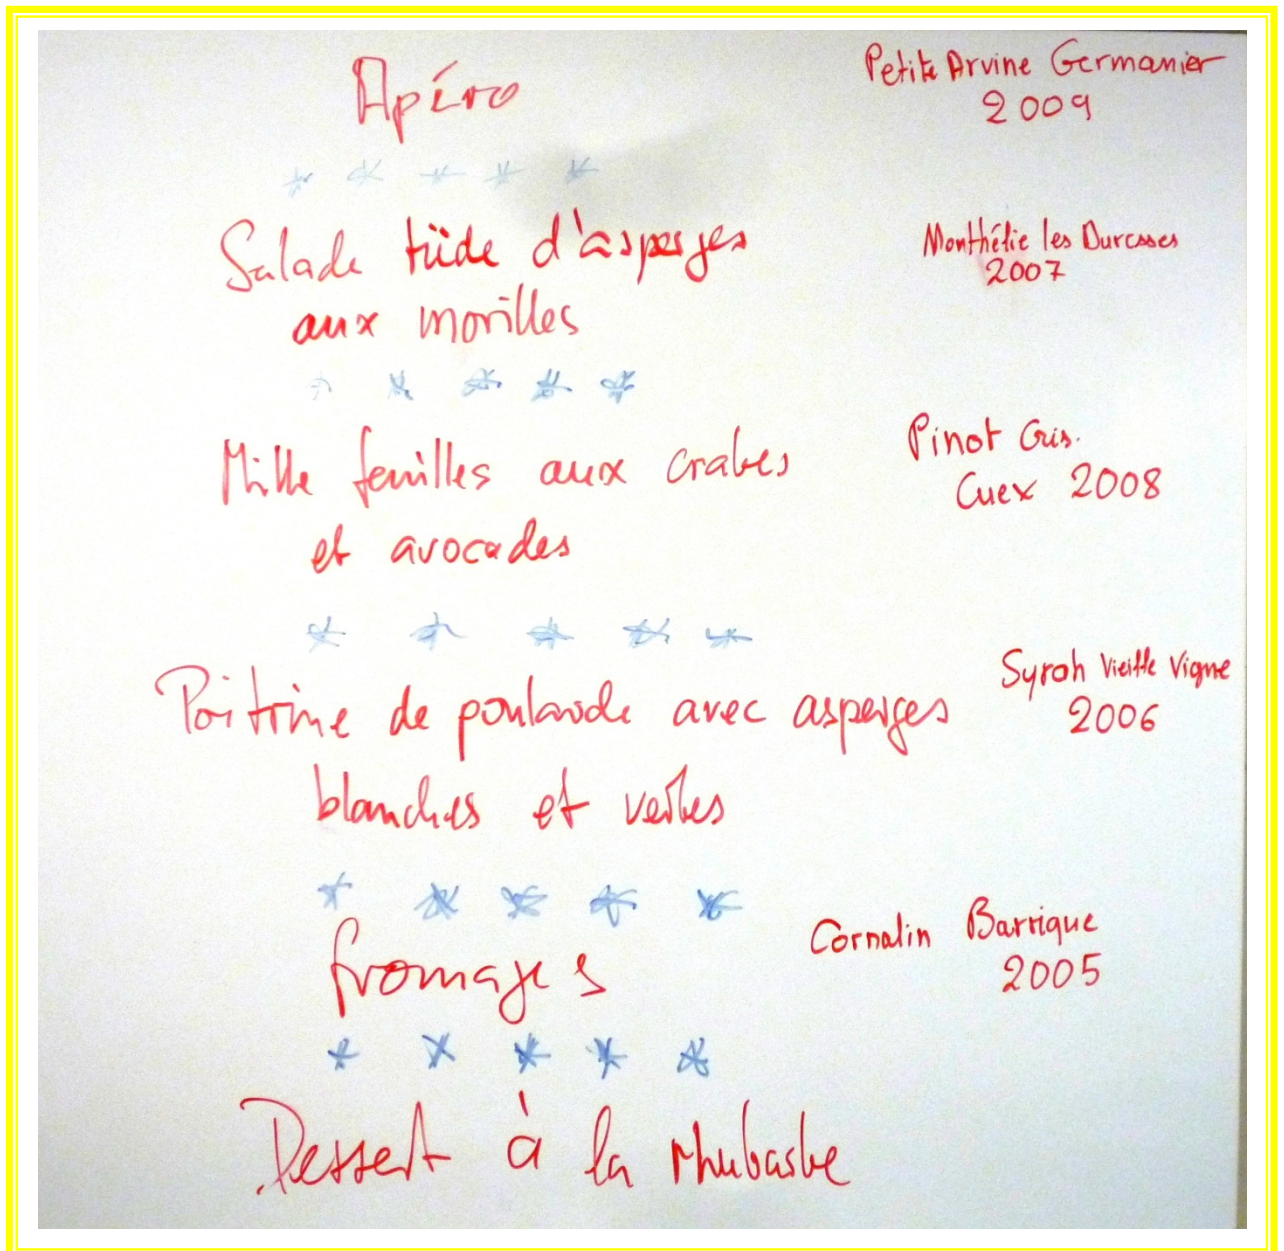 Apéro
Petite Arvine Germanier
2009
* * * * *
Salade tiède d'asperges
aux morilles
Monthélie les Duresses
2007
* * * * *
Mille feuilles aux crabes
et avocades
Pinot Gris.
Cuex 2008
* * * * *
Poitrine de poularde avec asperges
blanches et vertes
Syrah Vieille Vigne
2006
* * * * *
fromages
Cornalin Barrique
2005
* * * * *
Dessert à la rhubarbe